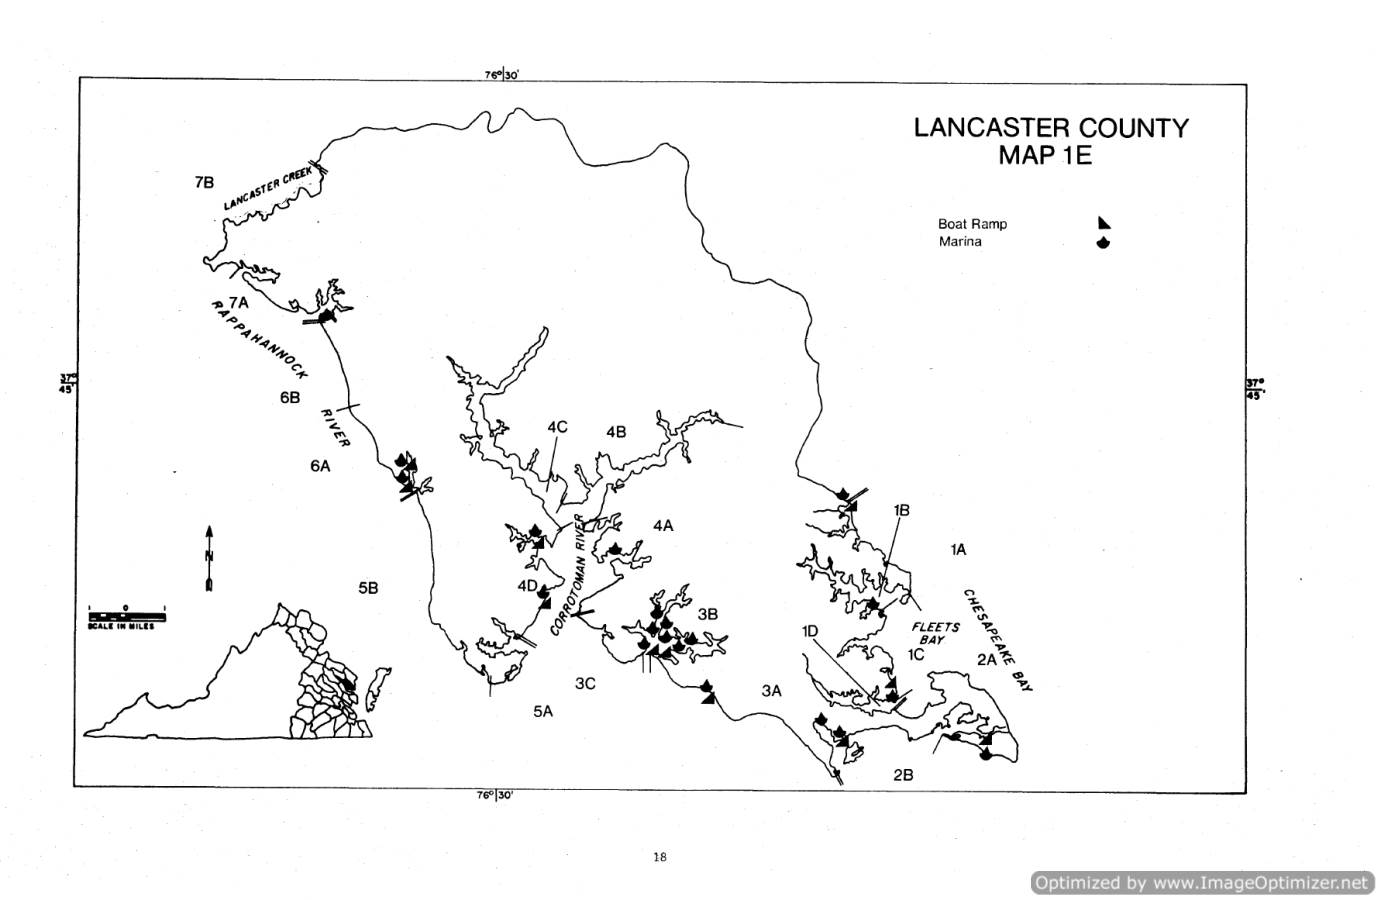 76°30'
LANCASTER COUNTY
MAP 1E
7B
LANCASTER CREEK
Boat Ramp
Marina
7A
RAPPAHANNOCK
RIVER
37°
45'
37°
45'
6B
6A
4C
4B
4A
1B
1A
N
5B
4D
CORROTOMAN RIVER
3B
1D
FLEETS
BAY
1C
CHESAPEAKE BAY
2A
0
SCALE IN MILES
3C
3A
5A
2B
76°30'
18
Optimized by www.ImageOptimizer.net